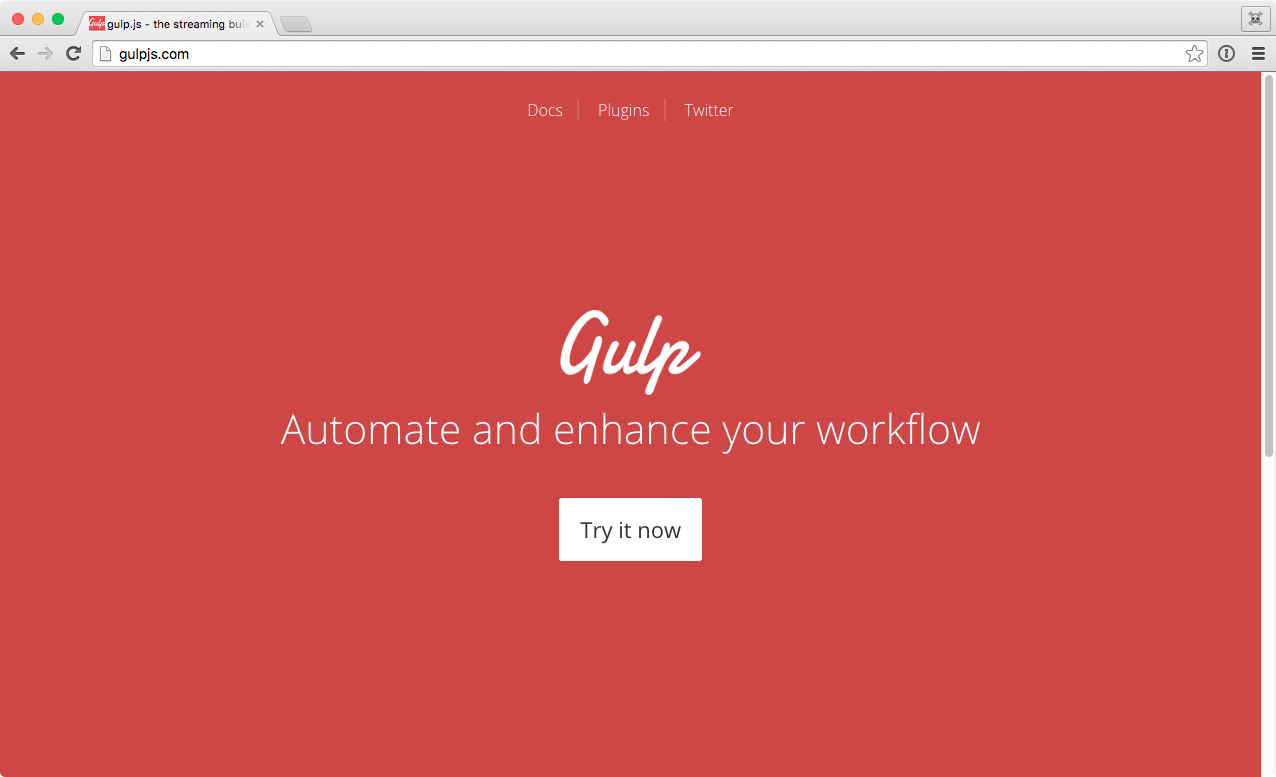 Gulp gulp.js - the streaming buil
gulpjs.com
Docs Plugins Twitter
Gulp
Automate and enhance your workflow
Try it now